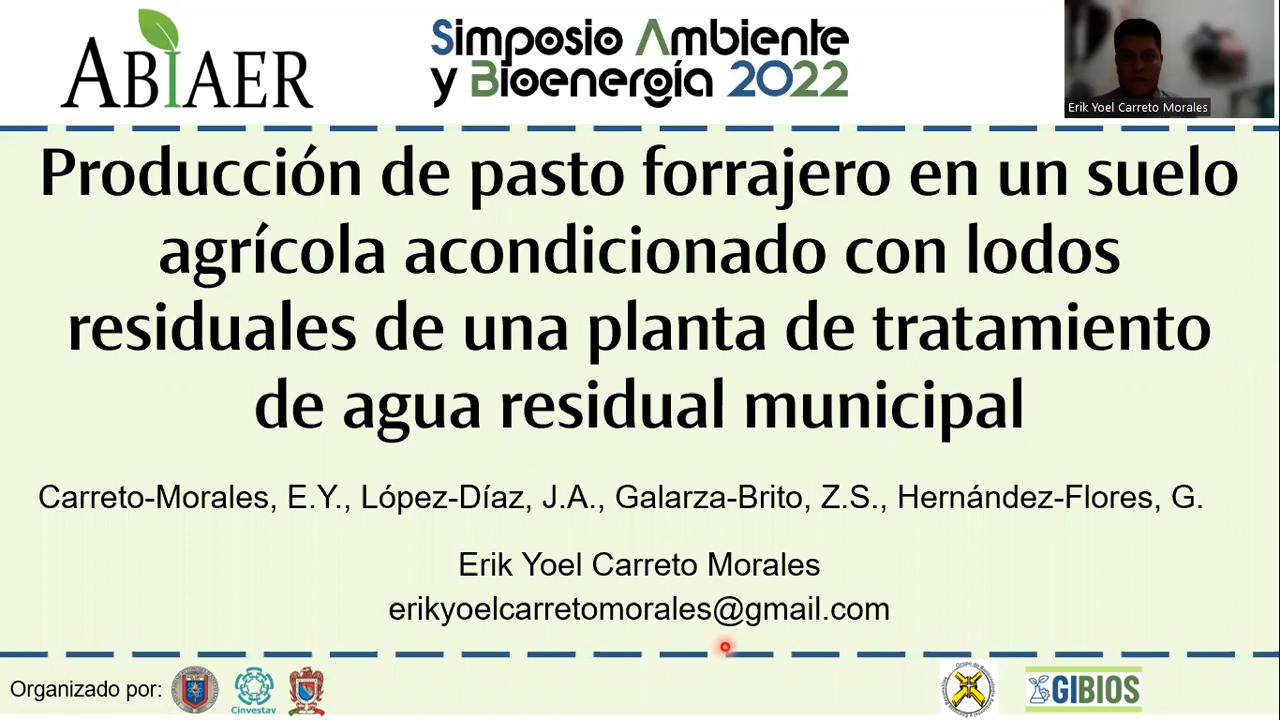 ABIAER
Simposio Ambiente
y Bioenergía 2022
Erik Yoel Carreto Morales
Producción de pasto forrajero en un suelo
agrícola acondicionado con lodos
residuales de una planta de tratamiento
de agua residual municipal
Carreto-Morales, E.Y., López-Díaz, J.A., Galarza-Brito, Z.S., Hernández-Flores, G.
Erik Yoel Carreto Morales
erikyoelcarretomorales@gmail.com
Organizado por:
Cinvestav
GIBIOS